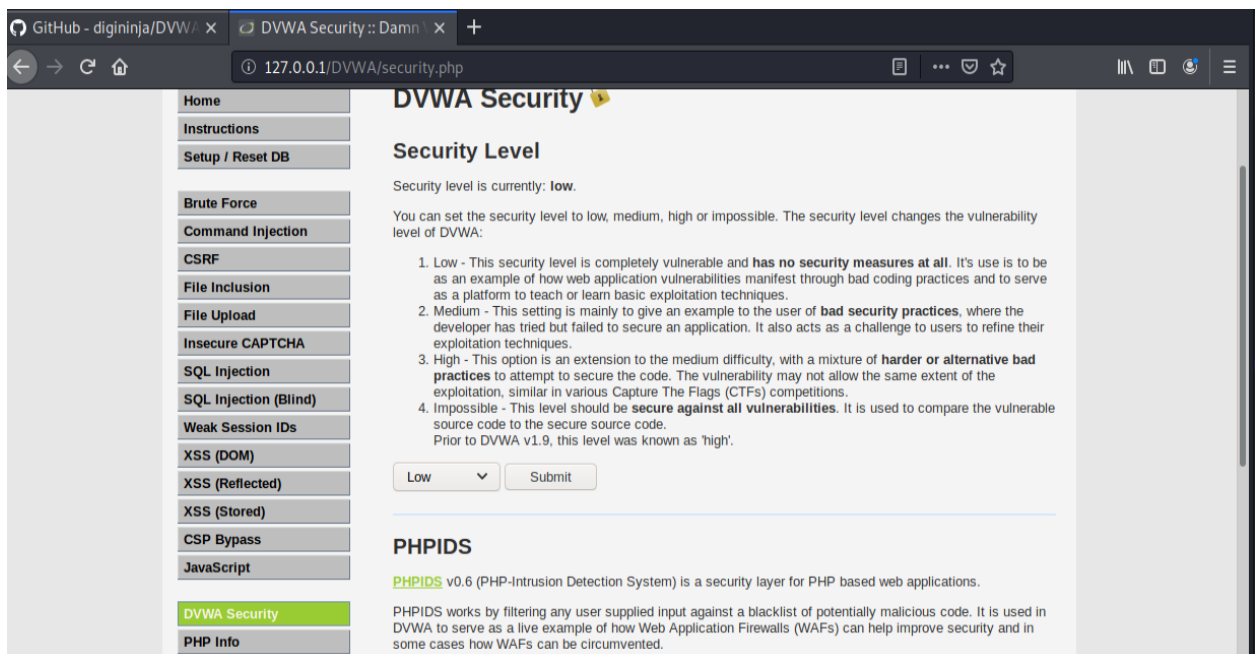 GitHub - digininja/DVWA
DVWA Security :: Damn V
127.0.0.1/DVWA/security.php
Home
Instructions
Setup / Reset DB
Brute Force
Command Injection
CSRF
File Inclusion
File Upload
Insecure CAPTCHA
SQL Injection
SQL Injection (Blind)
Weak Session IDs
XSS (DOM)
XSS (Reflected)
XSS (Stored)
CSP Bypass
JavaScript
DVWA Security
PHP Info
DVWA Security
Security Level
Security level is currently: low.
You can set the security level to low, medium, high or impossible. The security level changes the vulnerability
level of DVWA:
1. Low - This security level is completely vulnerable and has no security measures at all. It's use is to be
as an example of how web application vulnerabilities manifest through bad coding practices and to serve
as a platform to teach or learn basic exploitation techniques.
2. Medium - This setting is mainly to give an example to the user of bad security practices, where the
developer has tried but failed to secure an application. It also acts as a challenge to users to refine their
exploitation techniques.
3. High - This option is an extension to the medium difficulty, with a mixture of harder or alternative bad
practices to attempt to secure the code. The vulnerability may not allow the same extent of the
exploitation, similar in various Capture The Flags (CTFs) competitions.
4. Impossible - This level should be secure against all vulnerabilities. It is used to compare the vulnerable
source code to the secure source code.
Prior to DVWA v1.9, this level was known as 'high'.
Low
Submit
PHPIDS
PHPIDS v0.6 (PHP-Intrusion Detection System) is a security layer for PHP based web applications.
PHPIDS works by filtering any user supplied input against a blacklist of potentially malicious code. It is used in
DVWA to serve as a live example of how Web Application Firewalls (WAFs) can help improve security and in
some cases how WAFs can be circumvented.